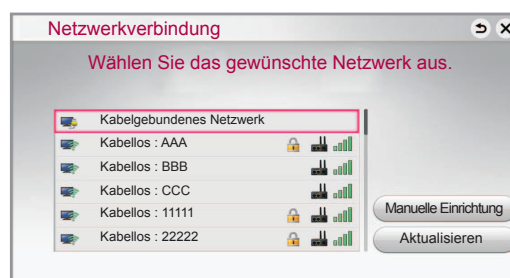 Netzwerkverbindung
Wählen Sie das gewünschte Netzwerk aus.
Kabelgebundenes Netzwerk
Kabellos : AAA
Kabellos : BBB
Kabellos : CCC
Kabellos : 11111
Kabellos : 22222
Manuelle Einrichtung
Aktualisieren